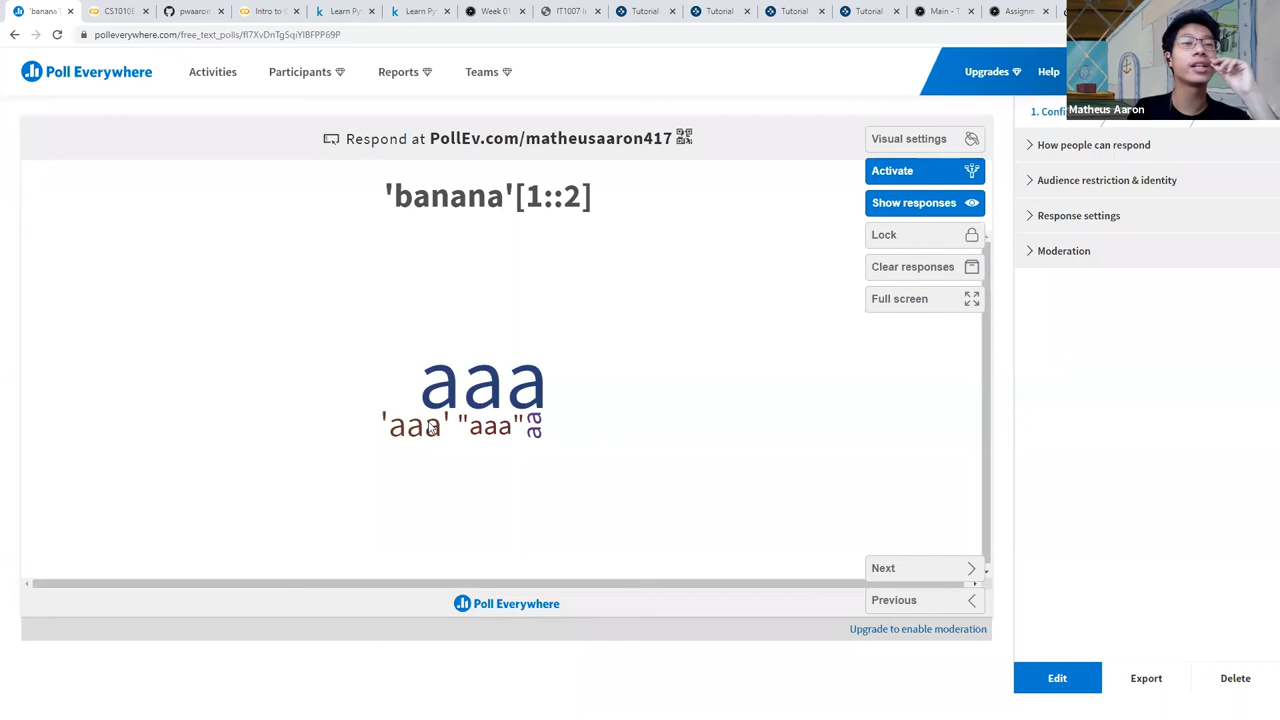 'banana'
CS1010E
pwaaron
Intro to C
Learn Py
Learn Py
Week 01
IT1007 I
Tutorial
Tutorial
Tutorial
Tutorial
Main - T
Assignm
polleverywhere.com/free_text_polls/fI7XvDnTg5qiYlBFPP69P
Poll Everywhere
Activities
Participants
Reports
Teams
Upgrades
Help
Matheus Aaron
1. Confi
How people can respond
Audience restriction & identity
Response settings
Moderation
Respond at PollEv.com/matheusaaron417
'banana'[1::2]
Visual settings
Activate
Show responses
Lock
Clear responses
Full screen
aaa
'aaa' "aaa" aa
Next
Previous
Poll Everywhere
Upgrade to enable moderation
Edit
Export
Delete